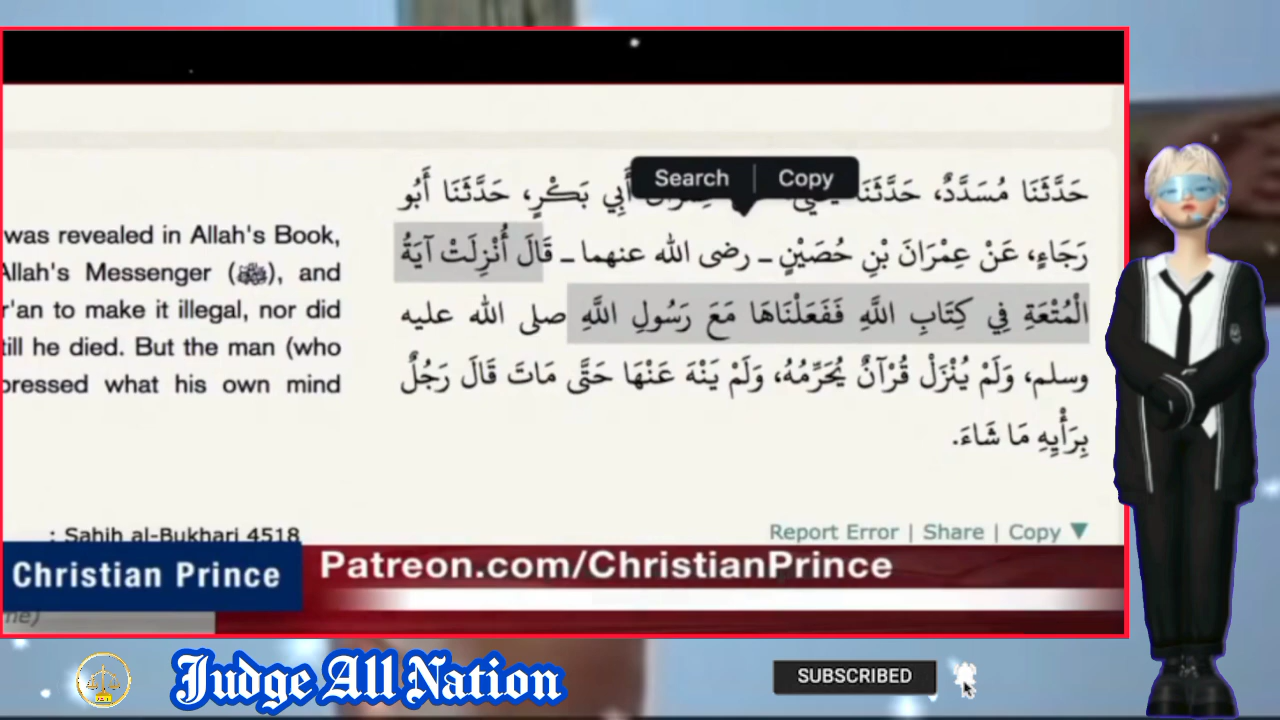 Search | Copy
حَدَّثَنَا مُسَدَّدٌ، حَدَّثَنَا أَبِي بَكْرٍ، حَدَّثَنَا أَبُو
رَجَاءٍ، عَنْ عِمْرَانَ بْنِ حُصَيْنٍ ـ رضى الله عنهما ـ قَالَ أُنْزِلَتْ آيَةُ
الْمُتْعَةِ فِي كِتَابِ اللَّهِ فَفَعَلْنَاهَا مَعَ رَسُولِ اللَّهِ صلى الله عليه
وسلم، وَلَمْ يُنْزَلْ قُرْآنٌ يُحَرِّمُهُ، وَلَمْ يَنْهَ عَنْهَا حَتَّى مَاتَ قَالَ رَجُلٌ
بِرَأْيِهِ مَا شَاءَ.
was revealed in Allah's Book,
Allah's Messenger (ﷺ), and
r'an to make it illegal, nor did
till he died. But the man (who
pressed what his own mind
: Sahih al-Bukhari 4518
Report Error | Share | Copy ▼
Christian Prince
Patreon.com/ChristianPrince
me)
Judge All Nation
SUBSCRIBED